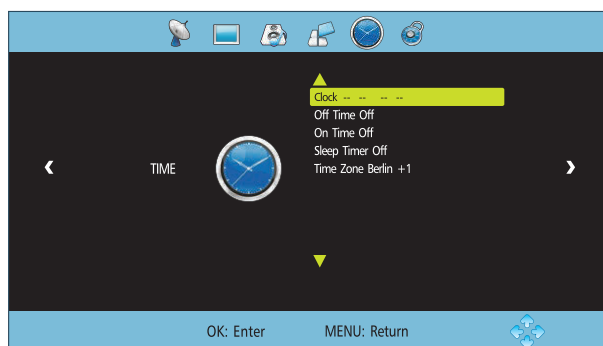 Clock -- -- -- --
Off Time Off
On Time Off
Sleep Timer Off
TIME
Time Zone Berlin +1
OK: Enter MENU: Return